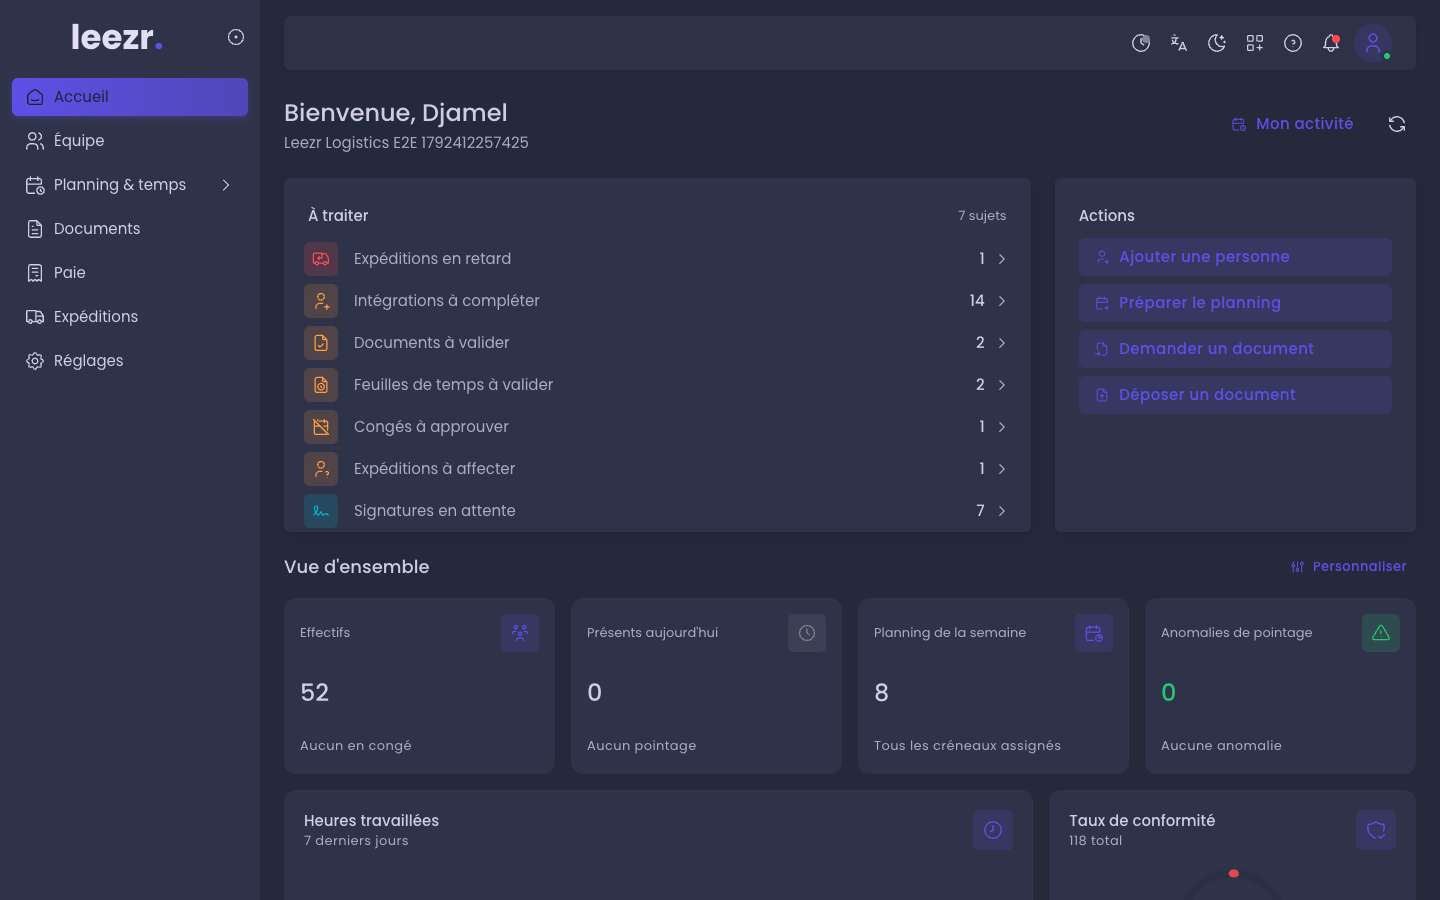 leezr.
Accueil
Équipe
Planning & temps
Documents
Paie
Expéditions
Réglages
Bienvenue, Djamel
Leezr Logistics E2E 1792412257425
Mon activité
À traiter
7 sujets
Expéditions en retard
1
Intégrations à compléter
14
Documents à valider
2
Feuilles de temps à valider
2
Congés à approuver
1
Expéditions à affecter
1
Signatures en attente
7
Actions
Ajouter une personne
Préparer le planning
Demander un document
Déposer un document
Vue d'ensemble
Personnaliser
Effectifs
52
Aucun en congé
Présents aujourd'hui
0
Aucun pointage
Planning de la semaine
8
Tous les créneaux assignés
Anomalies de pointage
0
Aucune anomalie
Heures travaillées
7 derniers jours
Taux de conformité
118 total